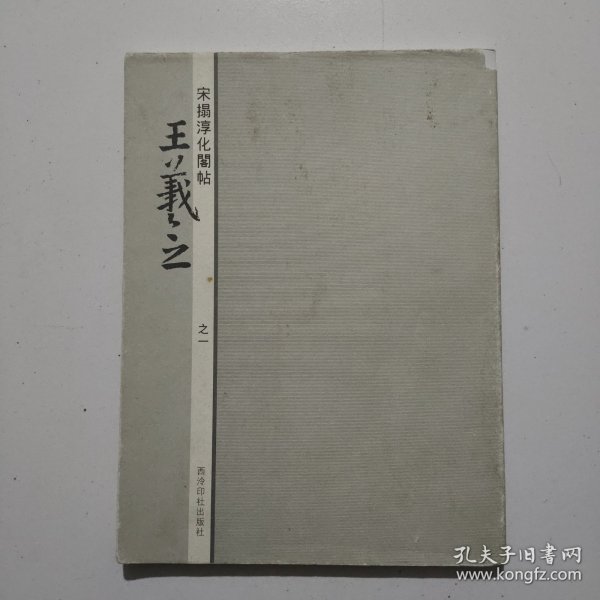 宋搨淳化閣帖
王羲之
之一
西泠印社出版社
孔夫子旧书网
www.kongfz.com